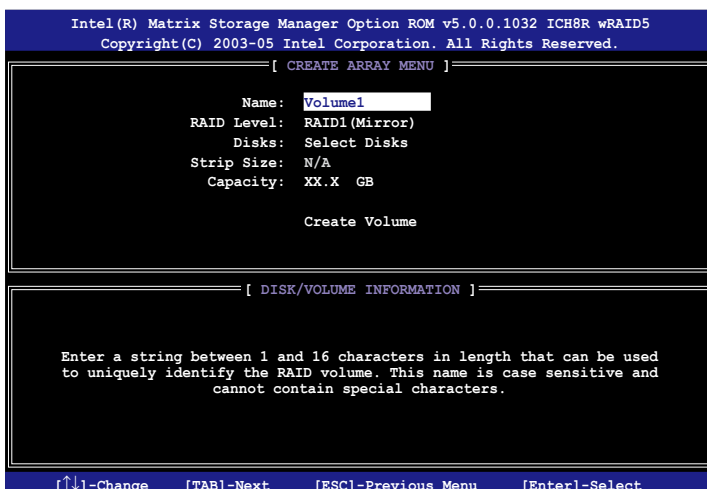 Intel(R) Matrix Storage Manager Option ROM v5.0.0.1032 ICH8R wRAID5
Copyright(C) 2003-05 Intel Corporation. All Rights Reserved.
[ CREATE ARRAY MENU ]
Name: Volume1
RAID Level: RAID1(Mirror)
Disks: Select Disks
Strip Size: N/A
Capacity: XX.X GB
Create Volume
[ DISK/VOLUME INFORMATION ]
Enter a string between 1 and 16 characters in length that can be used
to uniquely identify the RAID volume. This name is case sensitive and
cannot contain special characters.
[↑↓]-Change [TAB]-Next [ESC]-Previous Menu [Enter]-Select